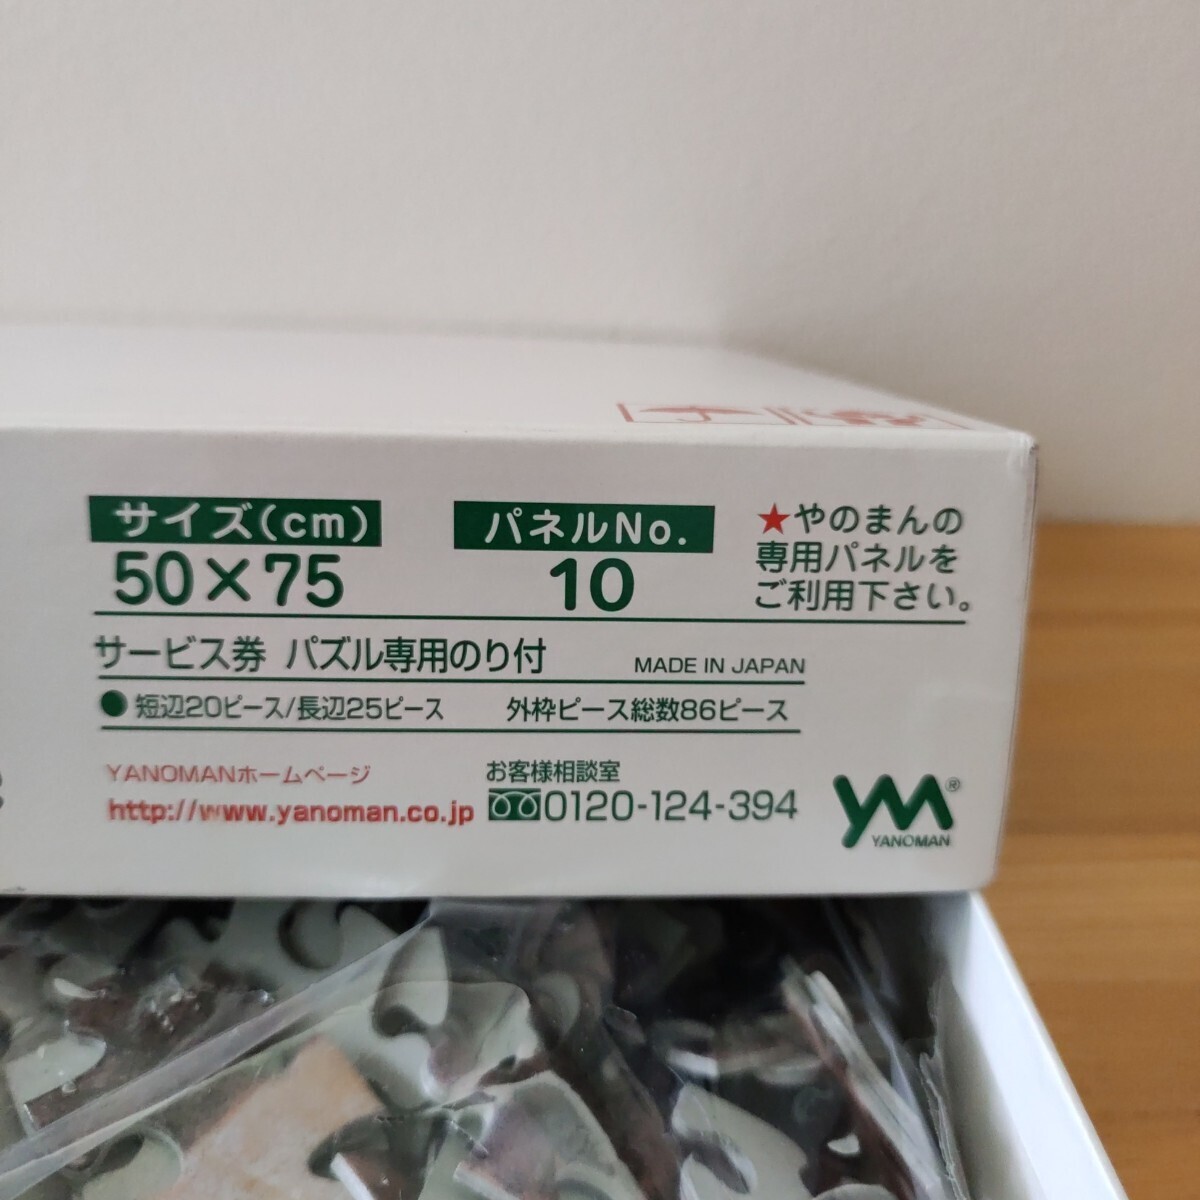 サイズ(cm)
50×75
パネルNo.
10
★やのまんの
専用パネルを
ご利用下さい。
サービス券 パズル専用のり付
MADE IN JAPAN
●短辺20ピース/長辺25ピース 外枠ピース総数86ピース
YANOMANホームページ
http://www.yanoman.co.jp
お客様相談室
0120-124-394
YM®
YANOMAN